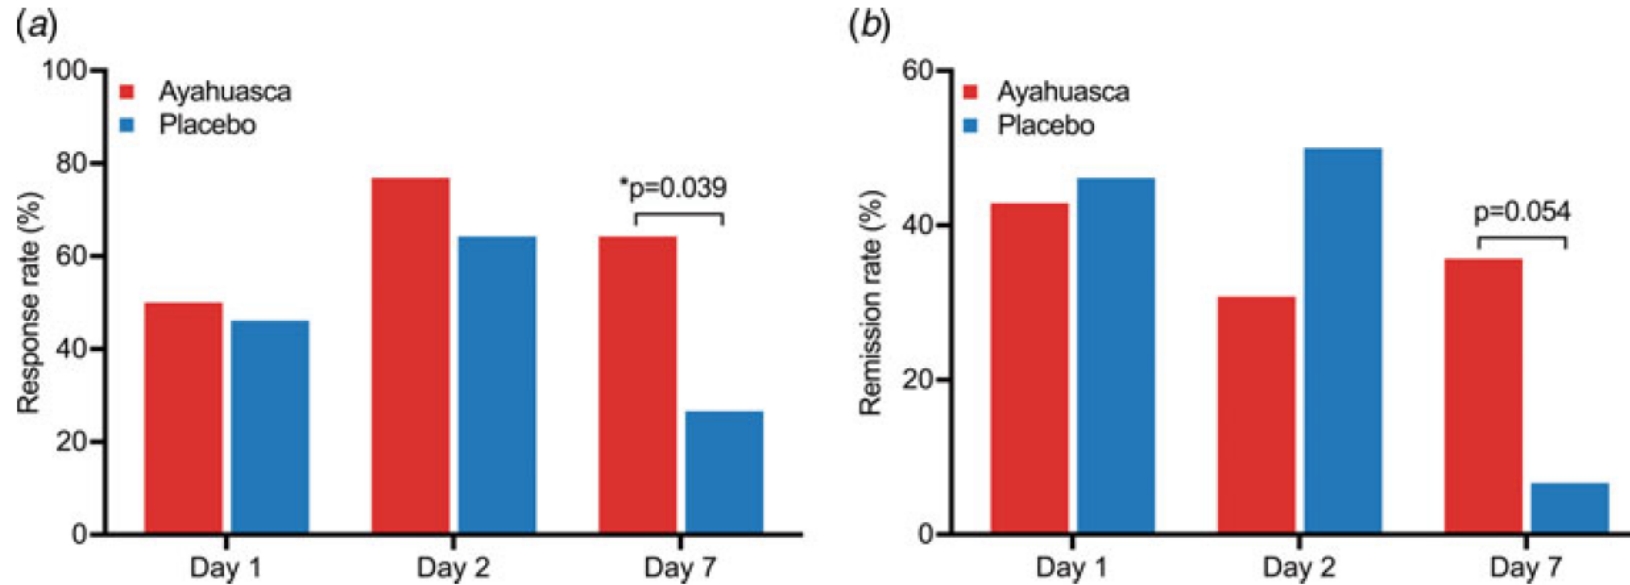 (a)
Response rate (%)
100
80
60
40
20
0
Ayahuasca
Placebo
*p=0.039
Day 1
Day 2
Day 7
(b)
Remission rate (%)
60
40
20
0
Ayahuasca
Placebo
p=0.054
Day 1
Day 2
Day 7